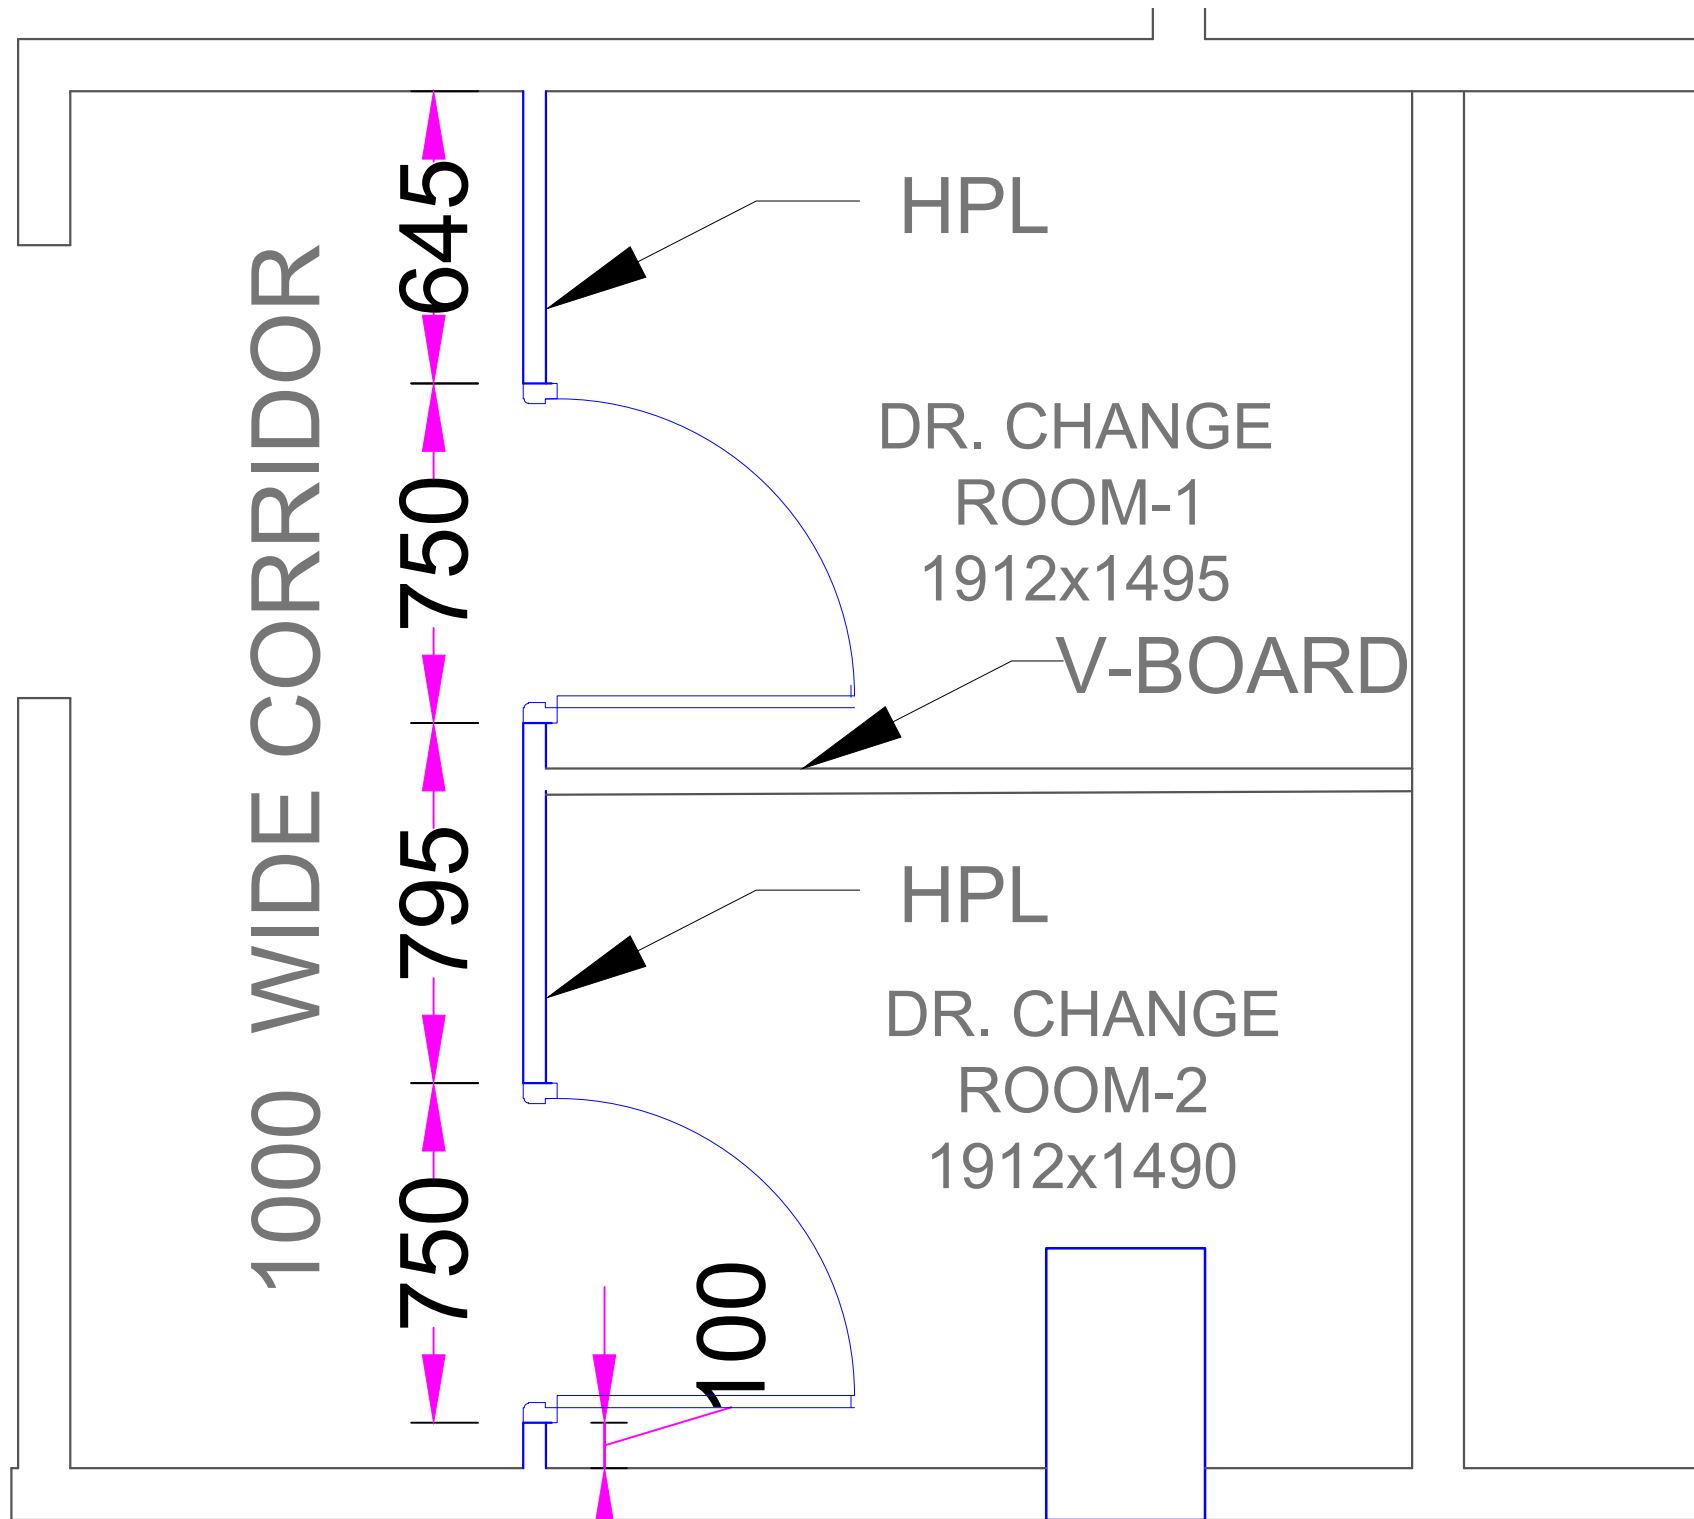 645
HPL
1000 WIDE CORRIDOR
DR. CHANGE
ROOM-1
1912x1495
750
V-BOARD
795
HPL
DR. CHANGE
ROOM-2
1912x1490
750
100